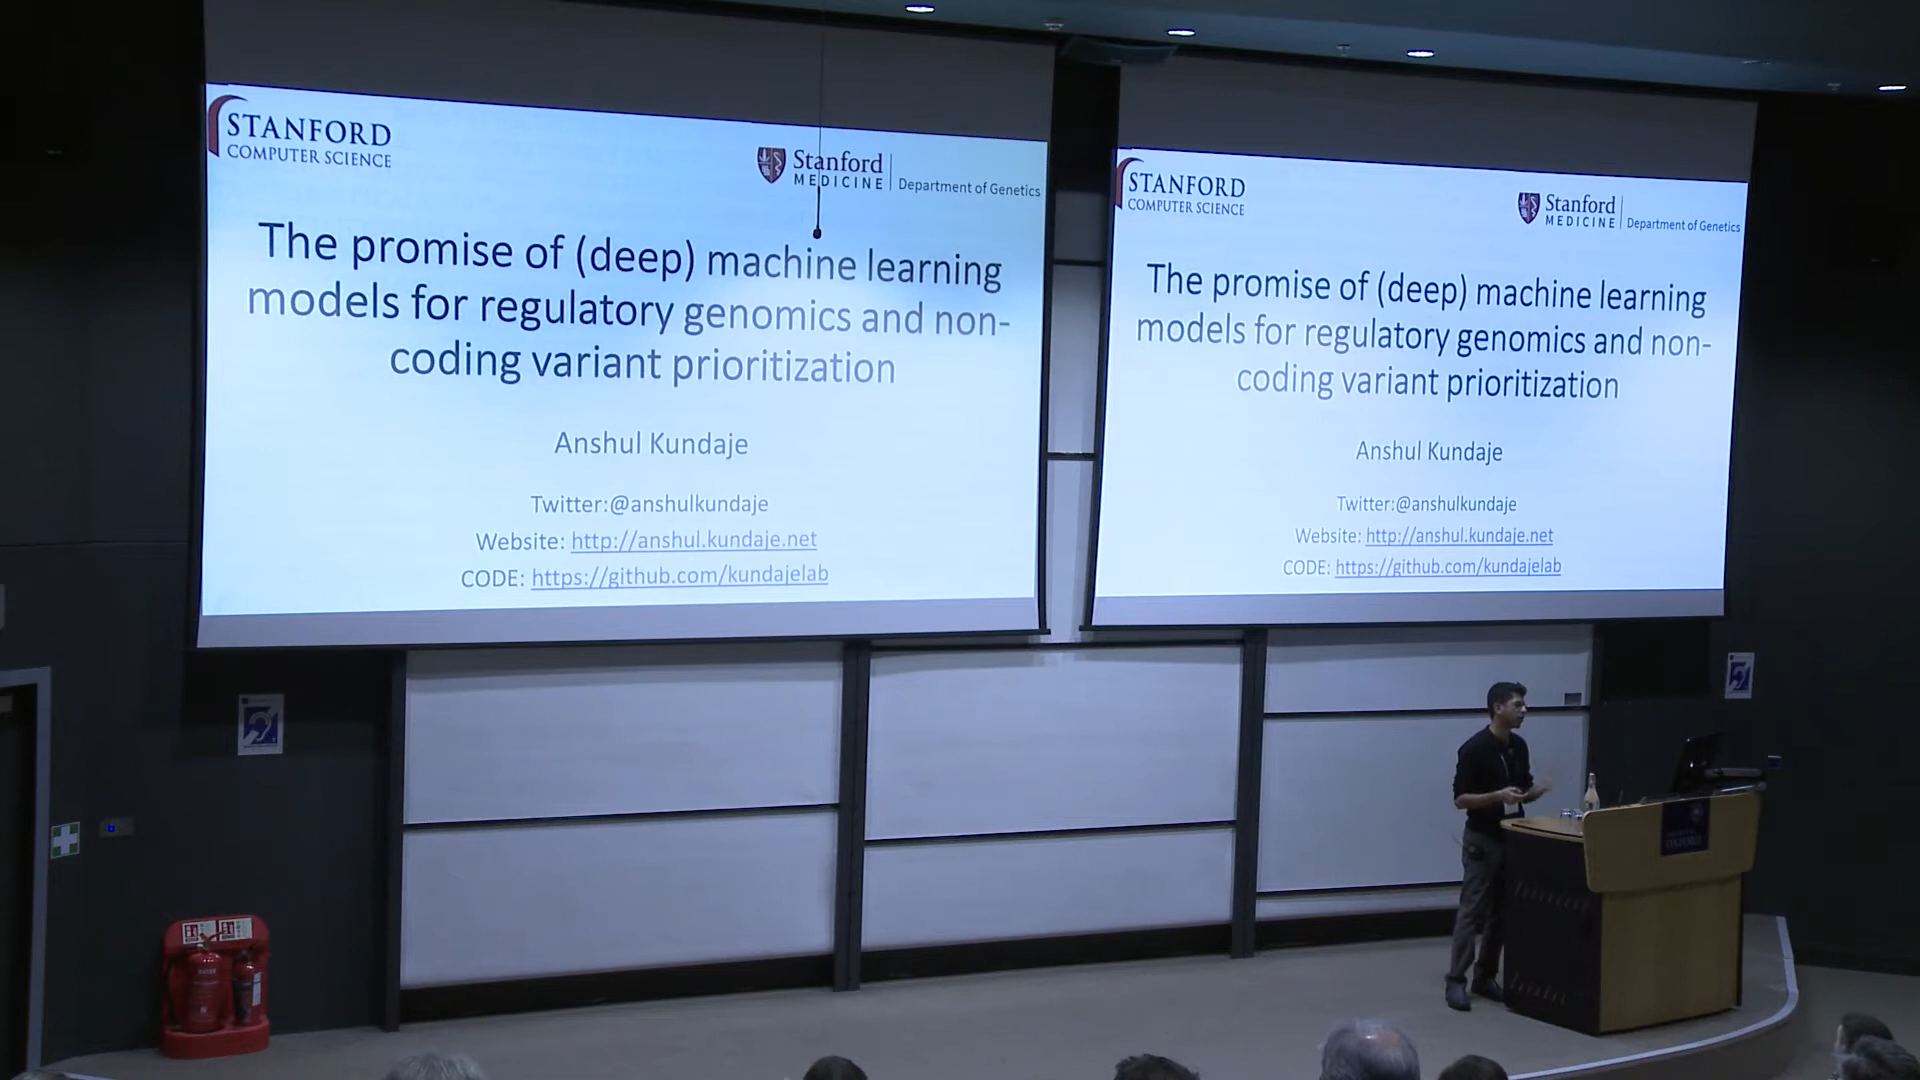 STANFORD
COMPUTER SCIENCE
Stanford
MEDICINE
Department of Genetics
The promise of (deep) machine learning
models for regulatory genomics and non-
coding variant prioritization
Anshul Kundaje
Twitter:@anshulkundaje
Website: http://anshul.kundaje.net
CODE: https://github.com/kundajelab
STANFORD
COMPUTER SCIENCE
Stanford
MEDICINE
Department of Genetics
The promise of (deep) machine learning
models for regulatory genomics and non-
coding variant prioritization
Anshul Kundaje
Twitter:@anshulkundaje
Website: http://anshul.kundaje.net
CODE: https://github.com/kundajelab
OXFORD
WATER